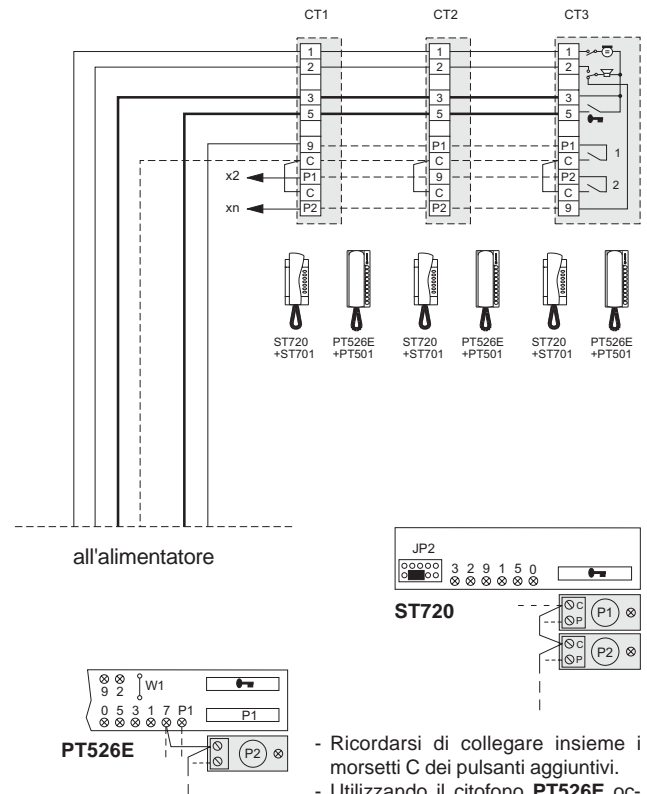 CT1 CT2 CT3
1 1 1
2 2 2
3 3 3
5 5 5
9 P1 P1 1
C C C
x2 P1 9 P2 2
C C C
xn P2 P2 9
ST720 PT526E ST720 PT526E ST720 PT526E
+ST701 +PT501 +ST701 +PT501 +ST701 +PT501
all'alimentatore
JP2
3 2 9 1 5 0
ST720
C P1
P
C P2
P
9 2 W1
0 5 3 1 7 P1 P1
PT526E P2
- Ricordarsi di collegare insieme i
morsetti C dei pulsanti aggiuntivi.
- Utilizzando il citofono PT526E oc-